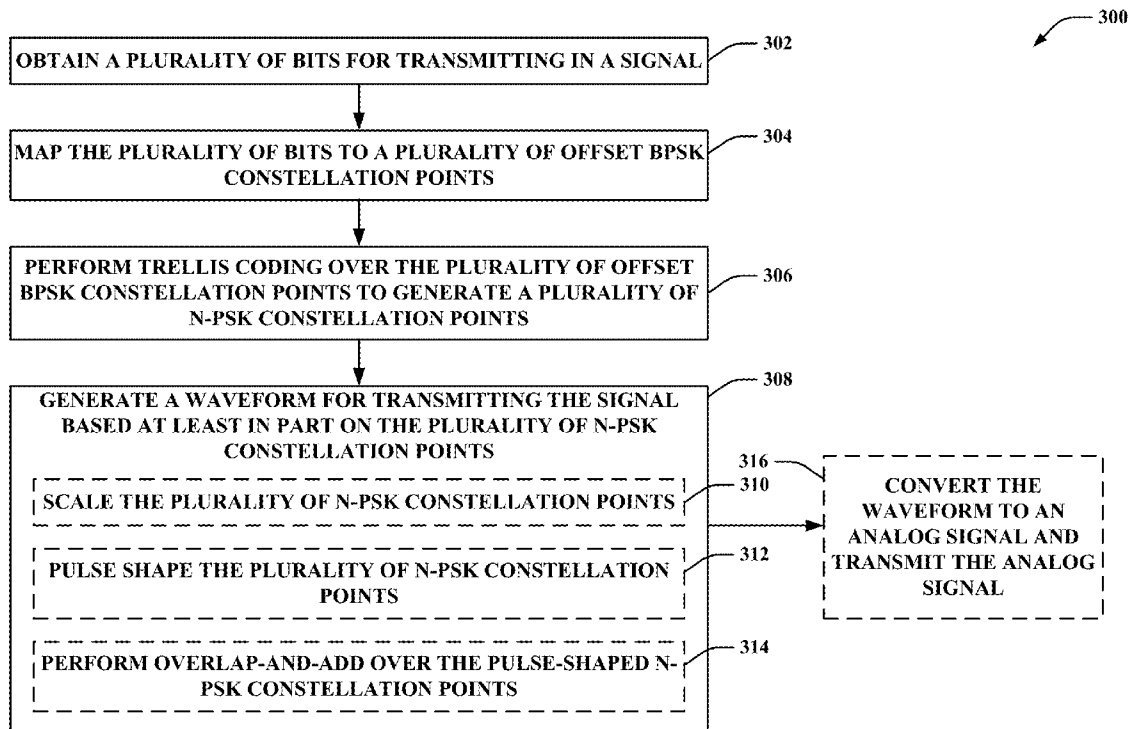 300
OBTAIN A PLURALITY OF BITS FOR TRANSMITTING IN A SIGNAL
302
MAP THE PLURALITY OF BITS TO A PLURALITY OF OFFSET BPSK
CONSTELLATION POINTS
304
PERFORM TRELLIS CODING OVER THE PLURALITY OF OFFSET
BPSK CONSTELLATION POINTS TO GENERATE A PLURALITY OF
N-PSK CONSTELLATION POINTS
306
GENERATE A WAVEFORM FOR TRANSMITTING THE SIGNAL
BASED AT LEAST IN PART ON THE PLURALITY OF N-PSK
CONSTELLATION POINTS
308
SCALE THE PLURALITY OF N-PSK CONSTELLATION POINTS
310
PULSE SHAPE THE PLURALITY OF N-PSK CONSTELLATION
POINTS
312
PERFORM OVERLAP-AND-ADD OVER THE PULSE-SHAPED N-
PSK CONSTELLATION POINTS
314
316
CONVERT THE
WAVEFORM TO AN
ANALOG SIGNAL AND
TRANSMIT THE ANALOG
SIGNAL